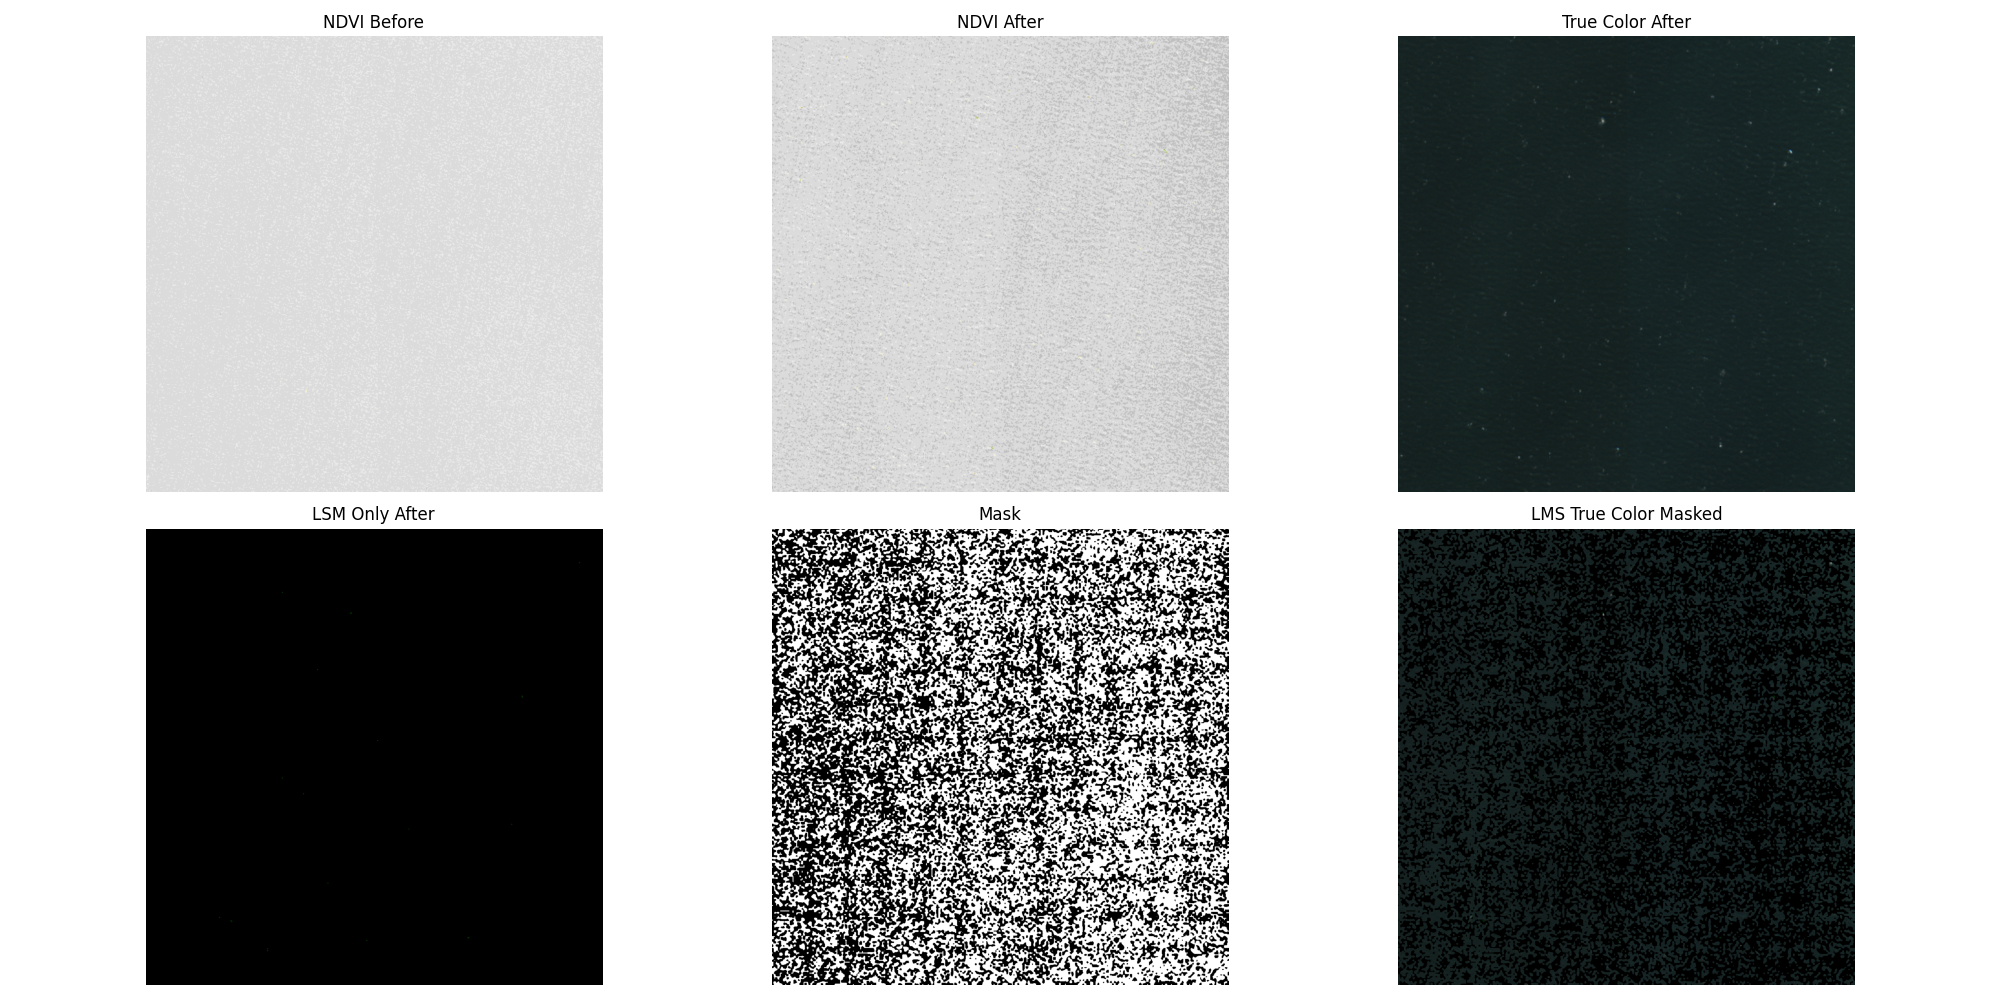 NDVI Before
NDVI After
True Color After
LSM Only After
Mask
LMS True Color Masked